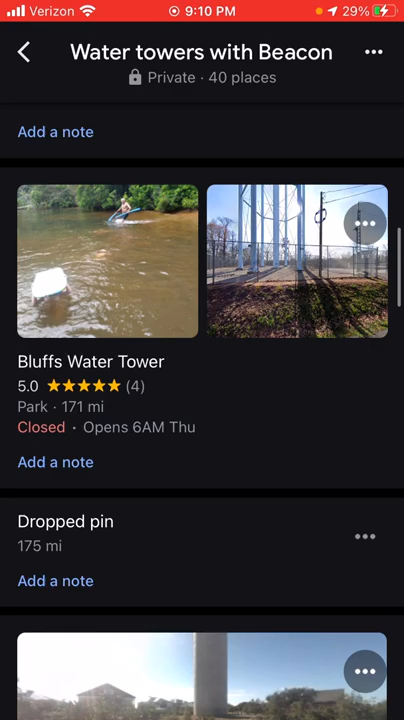 Verizon 9:10 PM 29%
Water towers with Beacon
Private · 40 places
Add a note
Bluffs Water Tower
5.0 (4)
Park · 171 mi
Closed · Opens 6AM Thu
Add a note
Dropped pin
175 mi
Add a note